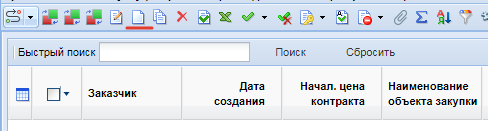 Быстрый поиск Поиск Сбросить
Заказчик Дата создания Начал. цена контракта Наименование объекта закупки